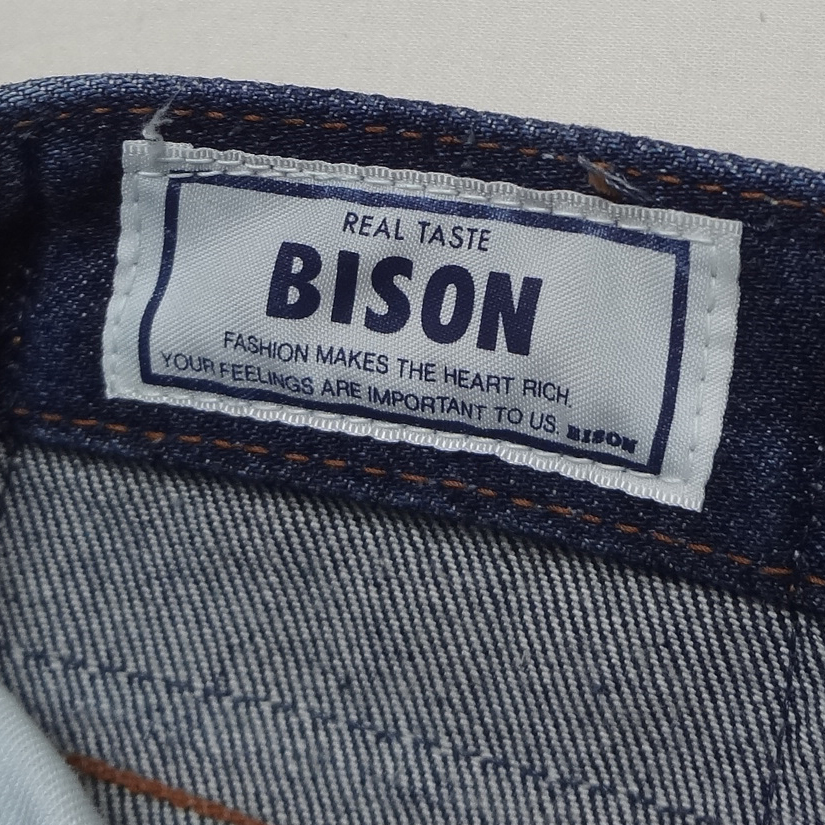 REAL TASTE
BISON
FASHION MAKES THE HEART RICH.
YOUR FEELINGS ARE IMPORTANT TO US. BISON